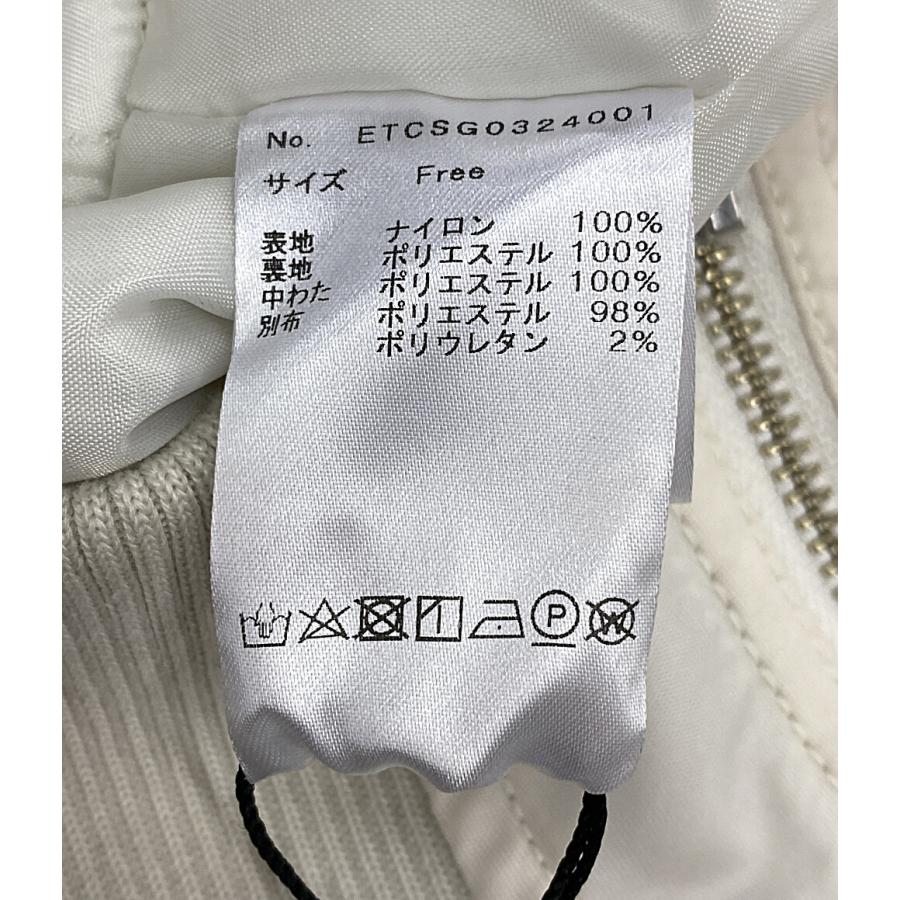 No. ETCSG0324001
サイズ Free
表地 ナイロン 100%
裏地 ポリエステル 100%
中わた ポリエステル 100%
別布 ポリエステル 98%
ポリウレタン 2%
P W